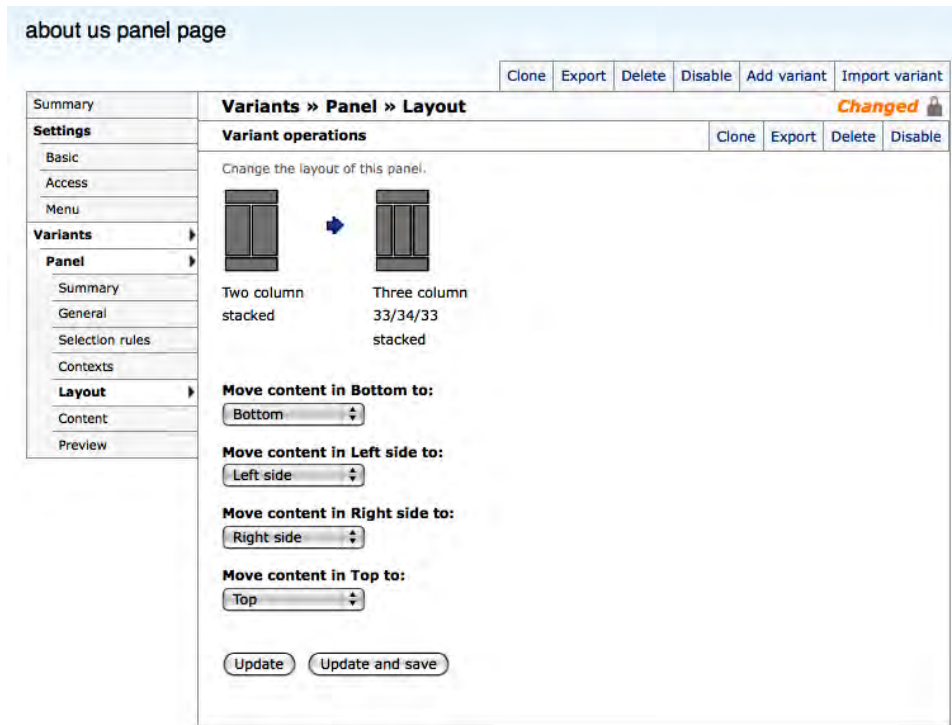 about us panel page
Clone Export Delete Disable Add variant Import variant
Summary
Settings
Basic
Access
Menu
Variants
Panel
Summary
General
Selection rules
Contexts
Layout
Content
Preview
Variants » Panel » Layout
Changed
Variant operations
Clone Export Delete Disable
Change the layout of this panel.
Two column
stacked
Three column
33/34/33
stacked
Move content in Bottom to:
Bottom
Move content in Left side to:
Left side
Move content in Right side to:
Right side
Move content in Top to:
Top
Update Update and save